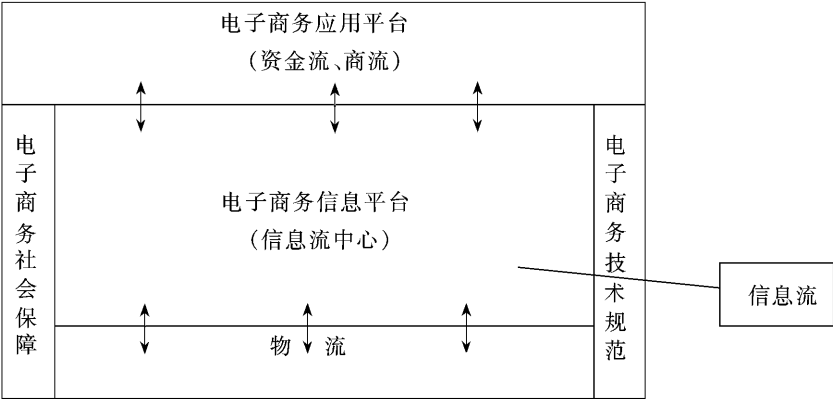 电子商务应用平台
（资金流、商流）
电子商务社会保障
电子商务信息平台
（信息流中心）
电子商务技术规范
信息流
物 流